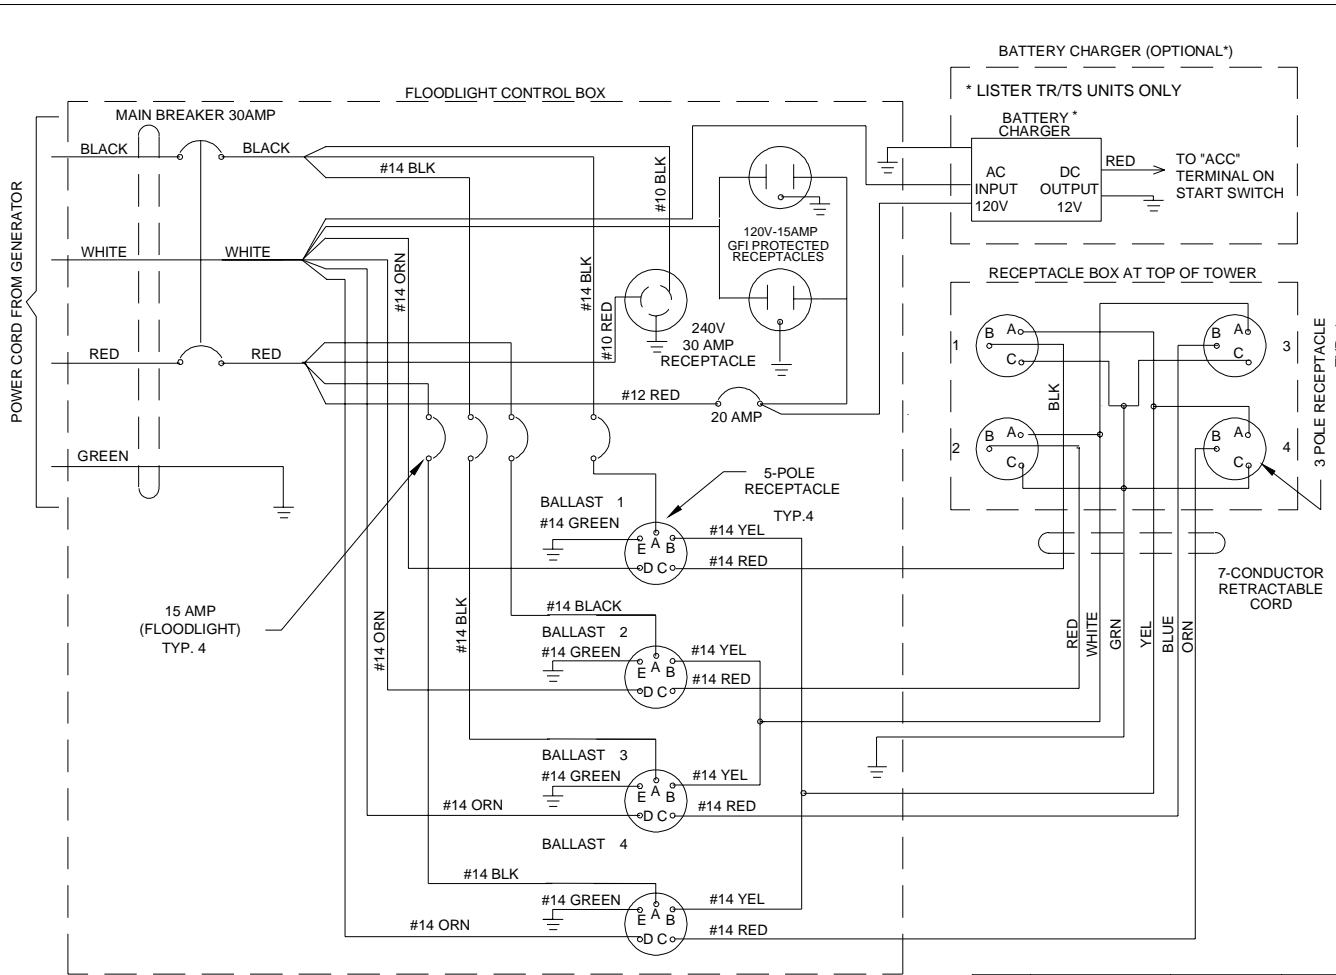 BATTERY CHARGER (OPTIONAL*)
* LISTER TR/TS UNITS ONLY
BATTERY *
CHARGER
AC
INPUT
120V
DC
OUTPUT
12V
RED
TO "ACC"
TERMINAL ON
START SWITCH
FLOODLIGHT CONTROL BOX
MAIN BREAKER 30AMP
BLACK
BLACK
#14 BLK
WHITE
WHITE
RED
RED
GREEN
POWER CORD FROM GENERATOR
#14 ORN
#14 BLK
#10 BLK
#10 RED
120V-15AMP
GFI PROTECTED
RECEPTACLES
240V
30 AMP
RECEPTACLE
#12 RED
20 AMP
RECEPTACLE BOX AT TOP OF TOWER
1
B
A
C
B
A
C
3
2
B
A
C
B
A
C
4
BLK
3 POLE RECEPTACLE
5-POLE
RECEPTACLE
TYP.4
BALLAST 1
#14 GREEN
E
A
B
D
C
#14 YEL
#14 RED
7-CONDUCTOR
RETRACTABLE
CORD
15 AMP
(FLOODLIGHT)
TYP. 4
#14 ORN
#14 BLK
#14 BLACK
BALLAST 2
#14 GREEN
E
A
B
D
C
#14 YEL
#14 RED
RED
WHITE
GRN
YEL
BLUE
ORN
BALLAST 3
#14 GREEN
E
A
B
D
C
#14 YEL
#14 RED
#14 ORN
BALLAST 4
#14 BLK
#14 GREEN
E
A
B
D
C
#14 YEL
#14 RED
#14 ORN